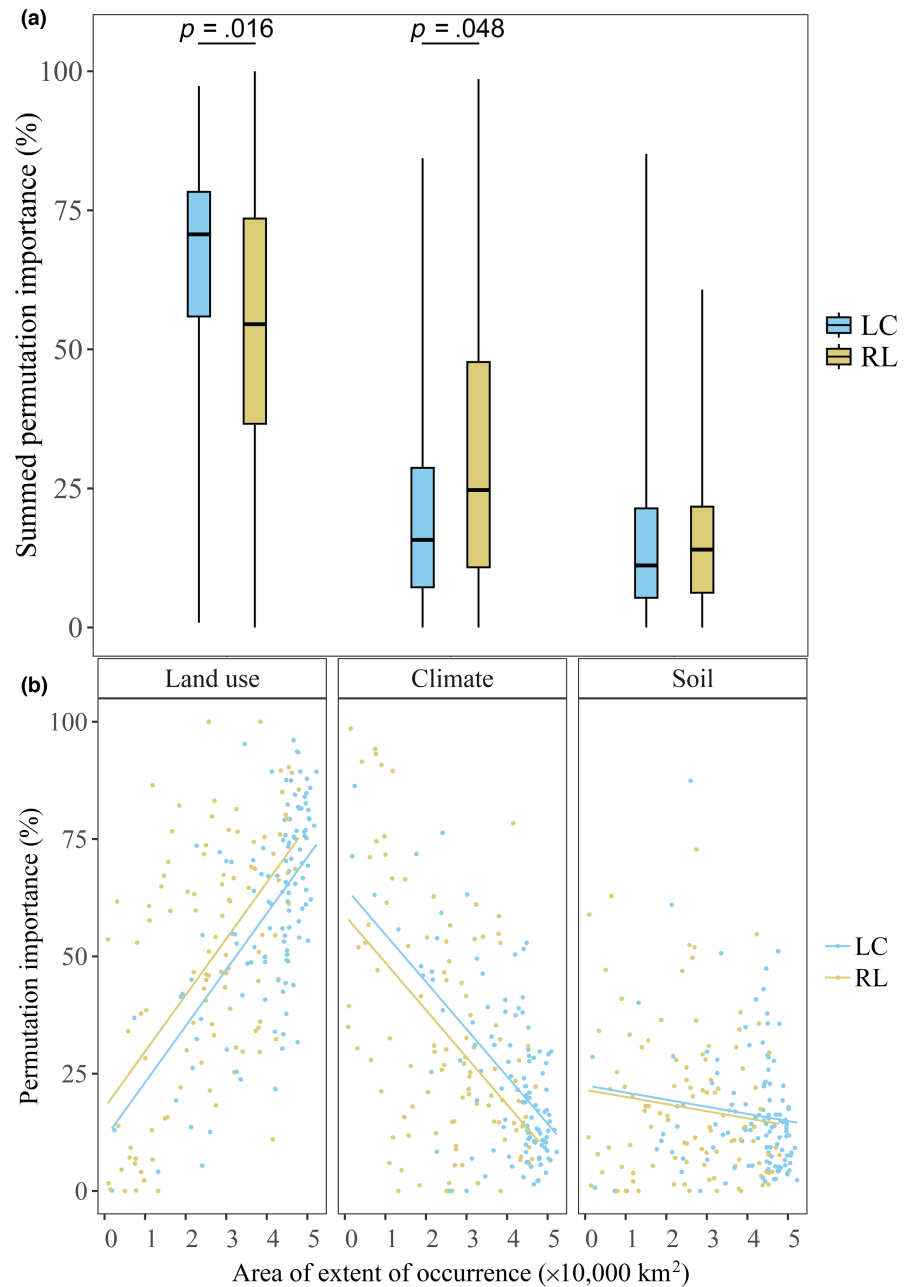 (a)
p = .016
p = .048
Summed permutation importance (%)
100
75
50
25
0
LC
RL
(b)
Land use
Climate
Soil
Permutation importance (%)
100
75
50
25
0
LC
RL
0 1 2 3 4 5
0 1 2 3 4 5
0 1 2 3 4 5
Area of extent of occurrence (×10,000 km²)